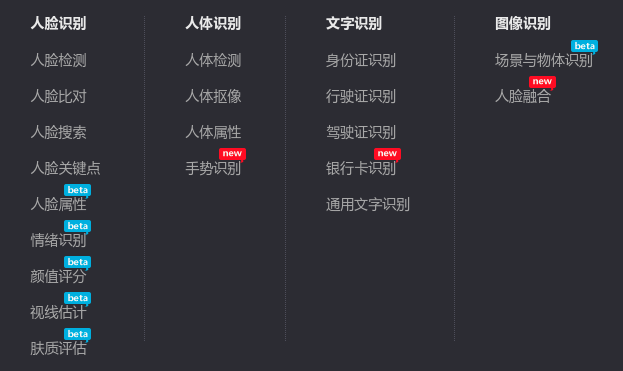 人脸识别
人脸检测
人脸比对
人脸搜索
人脸关键点
beta
人脸属性
beta
情绪识别
beta
颜值评分
beta
视线估计
beta
肤质评估
人体识别
人体检测
人体抠像
人体属性
new
手势识别
文字识别
身份证识别
行驶证识别
驾驶证识别
new
银行卡识别
通用文字识别
图像识别
beta
场景与物体识别
new
人脸融合